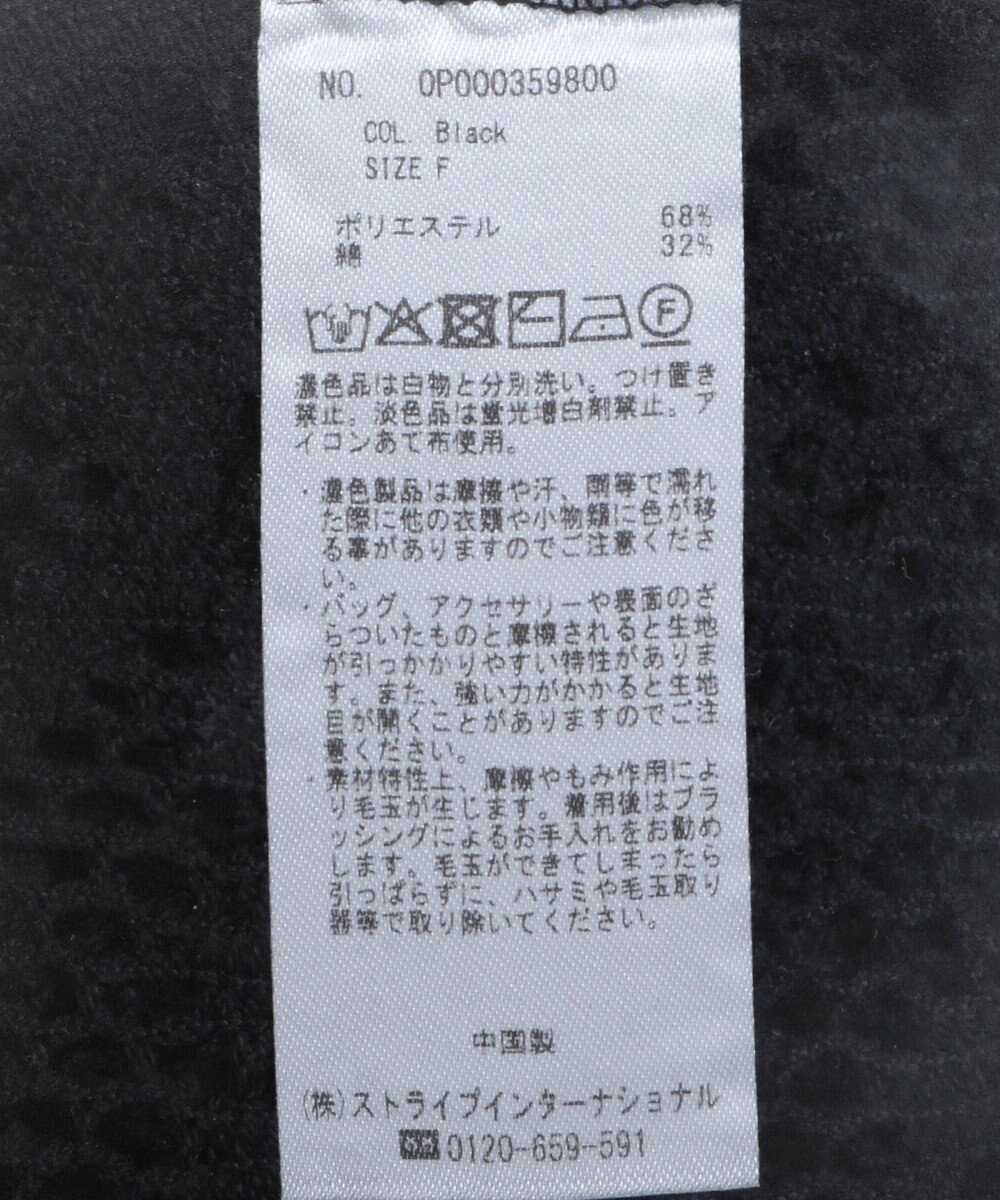 NO. OP000359800
COL. Black
SIZE F
ポリエステル 68%
綿 32%
F
濃色品は白物と分別洗い。つけ置き
禁止。淡色品は蛍光増白剤禁止。ア
イロンあて布使用。
・濃色製品は摩擦や汗、雨等で濡れ
た際に他の衣類や小物類に色が移
る事がありますのでご注意くださ
い。
・バッグ、アクセサリーや表面のざ
らついたものと摩擦されると生地
が引っかかりやすい特性がありま
す。また、強い力がかかると生地
目が開くことがありますのでご注
意ください。
・素材特性上、摩擦やもみ作用によ
り毛玉が生じます。着用後はブラ
ッシングによるお手入れをお勧め
します。毛玉ができてしまったら
引っぱらずに、ハサミや毛玉取り
器等で取り除いてください。
中国製
(株)ストライプインターナショナル
0120-659-591